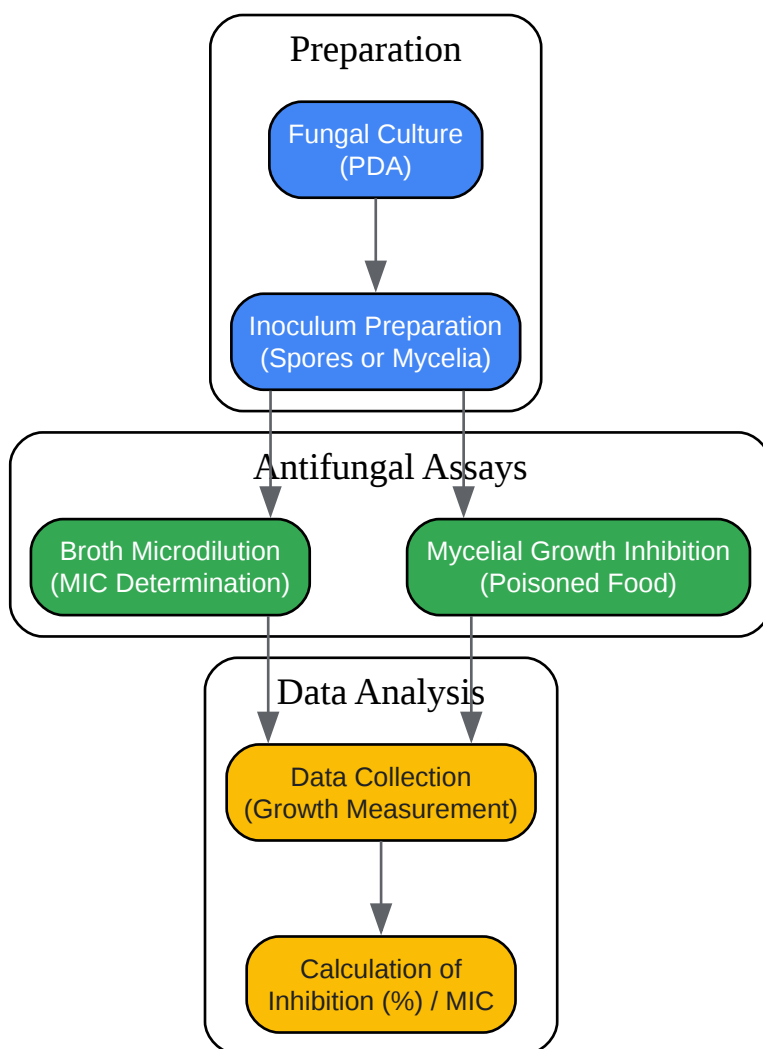 Preparation
Fungal Culture
(PDA)
Inoculum Preparation
(Spores or Mycelia)
Antifungal Assays
Broth Microdilution
(MIC Determination)
Mycelial Growth Inhibition
(Poisoned Food)
Data Analysis
Data Collection
(Growth Measurement)
Calculation of
Inhibition (%) / MIC